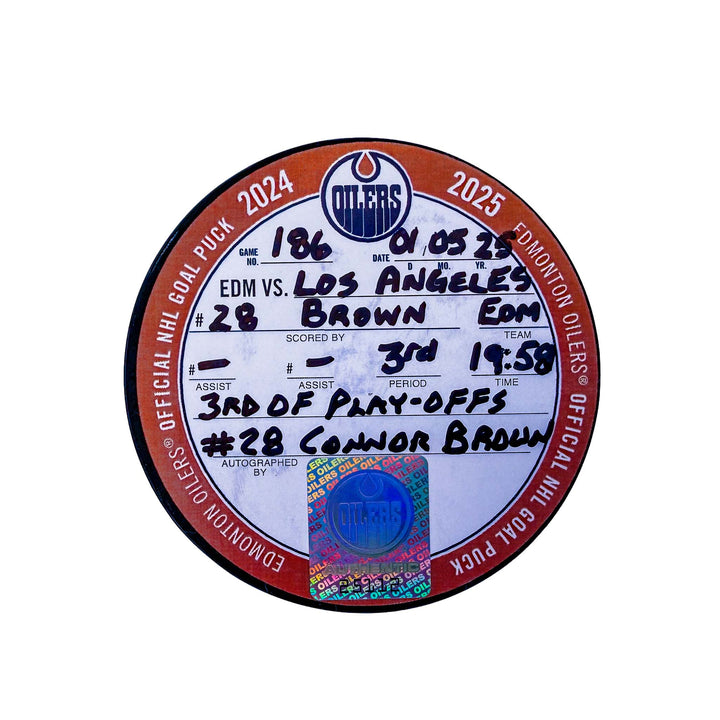 EDMONTON OILERS® OFFICIAL NHL GOAL PUCK 2024
2025 EDMONTON OILERS® OFFICIAL NHL GOAL PUCK
OILERS
GAME NO. 186 DATE 01 05 25
D MO. YR.
EDM VS. LOS ANGELES
#28 BROWN EDM
SCORED BY TEAM
# - # - 3rd 19:58
ASSIST ASSIST PERIOD TIME
3RD OF PLAY-OFFS
#28 CONNOR BROWN
AUTOGRAPHED BY
OILERS
AUTHENTIC